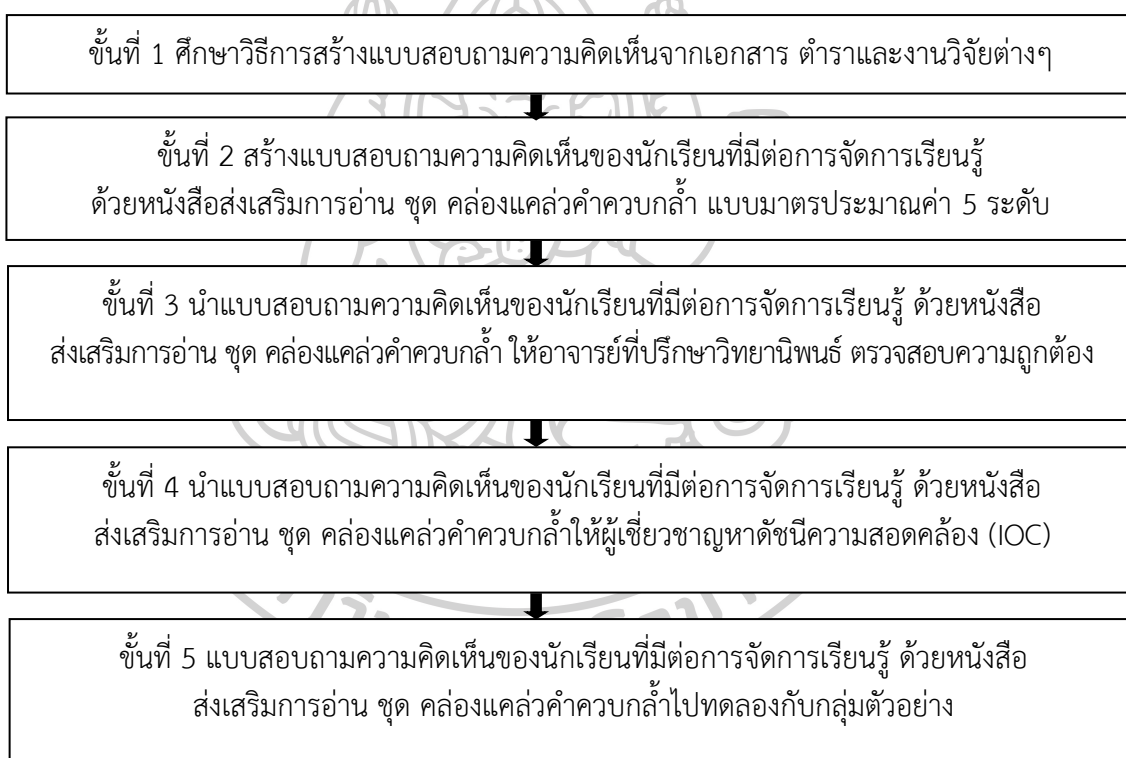 ขั้นที่ 1 ศึกษาวิธีการสร้างแบบสอบถามความคิดเห็นจากเอกสาร ตำราและงานวิจัยต่างๆ
ขั้นที่ 2 สร้างแบบสอบถามความคิดเห็นของนักเรียนที่มีต่อการจัดการเรียนรู้
ด้วยหนังสือส่งเสริมการอ่าน ชุด คล่องแคล่วคำควบกล้ำ แบบมาตรประมาณค่า 5 ระดับ
ขั้นที่ 3 นำแบบสอบถามความคิดเห็นของนักเรียนที่มีต่อการจัดการเรียนรู้ ด้วยหนังสือ
ส่งเสริมการอ่าน ชุด คล่องแคล่วคำควบกล้ำ ให้อาจารย์ที่ปรึกษาวิทยานิพนธ์ ตรวจสอบความถูกต้อง
ขั้นที่ 4 นำแบบสอบถามความคิดเห็นของนักเรียนที่มีต่อการจัดการเรียนรู้ ด้วยหนังสือ
ส่งเสริมการอ่าน ชุด คล่องแคล่วคำควบกล้ำให้ผู้เชี่ยวชาญหาดัชนีความสอดคล้อง (IOC)
ขั้นที่ 5 แบบสอบถามความคิดเห็นของนักเรียนที่มีต่อการจัดการเรียนรู้ ด้วยหนังสือ
ส่งเสริมการอ่าน ชุด คล่องแคล่วคำควบกล้ำไปทดลองกับกลุ่มตัวอย่าง